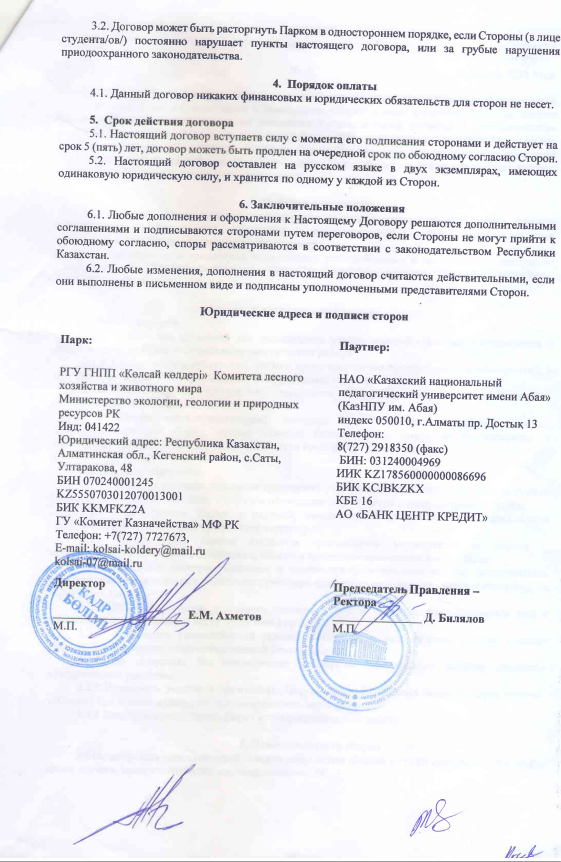 3.2. Договор может быть расторгнуть Парком в одностороннем порядке, если Стороны (в лице
студента/ов/) постоянно нарушает пункты настоящего договора, или за грубые нарушения
приодоохранного законодательства.
4. Порядок оплаты
4.1. Данный договор никаких финансовых и юридических обязательств для сторон не несет.
5. Срок действия договора
5.1. Настоящий договор вступаетв силу с момента его подписания сторонами и действует на
срок 5 (пять) лет, договор можеть быть продлен на очередной срок по обоюдному согласию Сторон.
5.2. Настоящий договор составлен на русском языке в двух экземплярах, имеющих
одинаковую юридическую силу, и хранится по одному у каждой из Сторон.
6. Заключительные положения
6.1. Любые дополнения и оформления к Настоящему Договору решаются дополнительными
соглашениями и подписываются сторонами путем переговоров, если Стороны не могут прийти к
обоюдному согласию, споры рассматриваются в соответствии с законодательством Республики
Казахстан.
6.2. Любые изменения, дополнения в настоящий договор считаются действительными, если
они выполнены в письменном виде и подписаны уполномоченными представителями Сторон.
Юридические адреса и подписи сторон
Парк:
РГУ ГНПП «Көлсай көлдері» Комитета лесного
хозяйства и животного мира
Министерство экологии, геологии и природных
ресурсов РК
Инд: 041422
Юридический адрес: Республика Казахстан,
Алматинская обл., Кегенский район, с.Саты,
Ултаракова, 48
БИН 070240001245
KZ5550703012070013001
БИК KKMFKZ2A
ГУ «Комитет Казначейства» МФ РК
Телефон: +7(727) 7727673,
E-mail: kolsai-koldery@mail.ru
kolsai-07@mail.ru
Директор
Е.М. Ахметов
М.П.
КАДР
БӨЛІМІ
Партнер:
НАО «Казахский национальный
педагогический университет имени Абая»
(КазНПУ им. Абая)
индекс 050010, г.Алматы пр. Достық 13
Телефон:
8(727) 2918350 (факс)
БИН: 031240004969
ИИК KZ178560000000086696
БИК KCJBKZKX
КБЕ 16
АО «БАНК ЦЕНТР КРЕДИТ»
Председатель Правления –
Ректора
Д. Билялов
М.П.